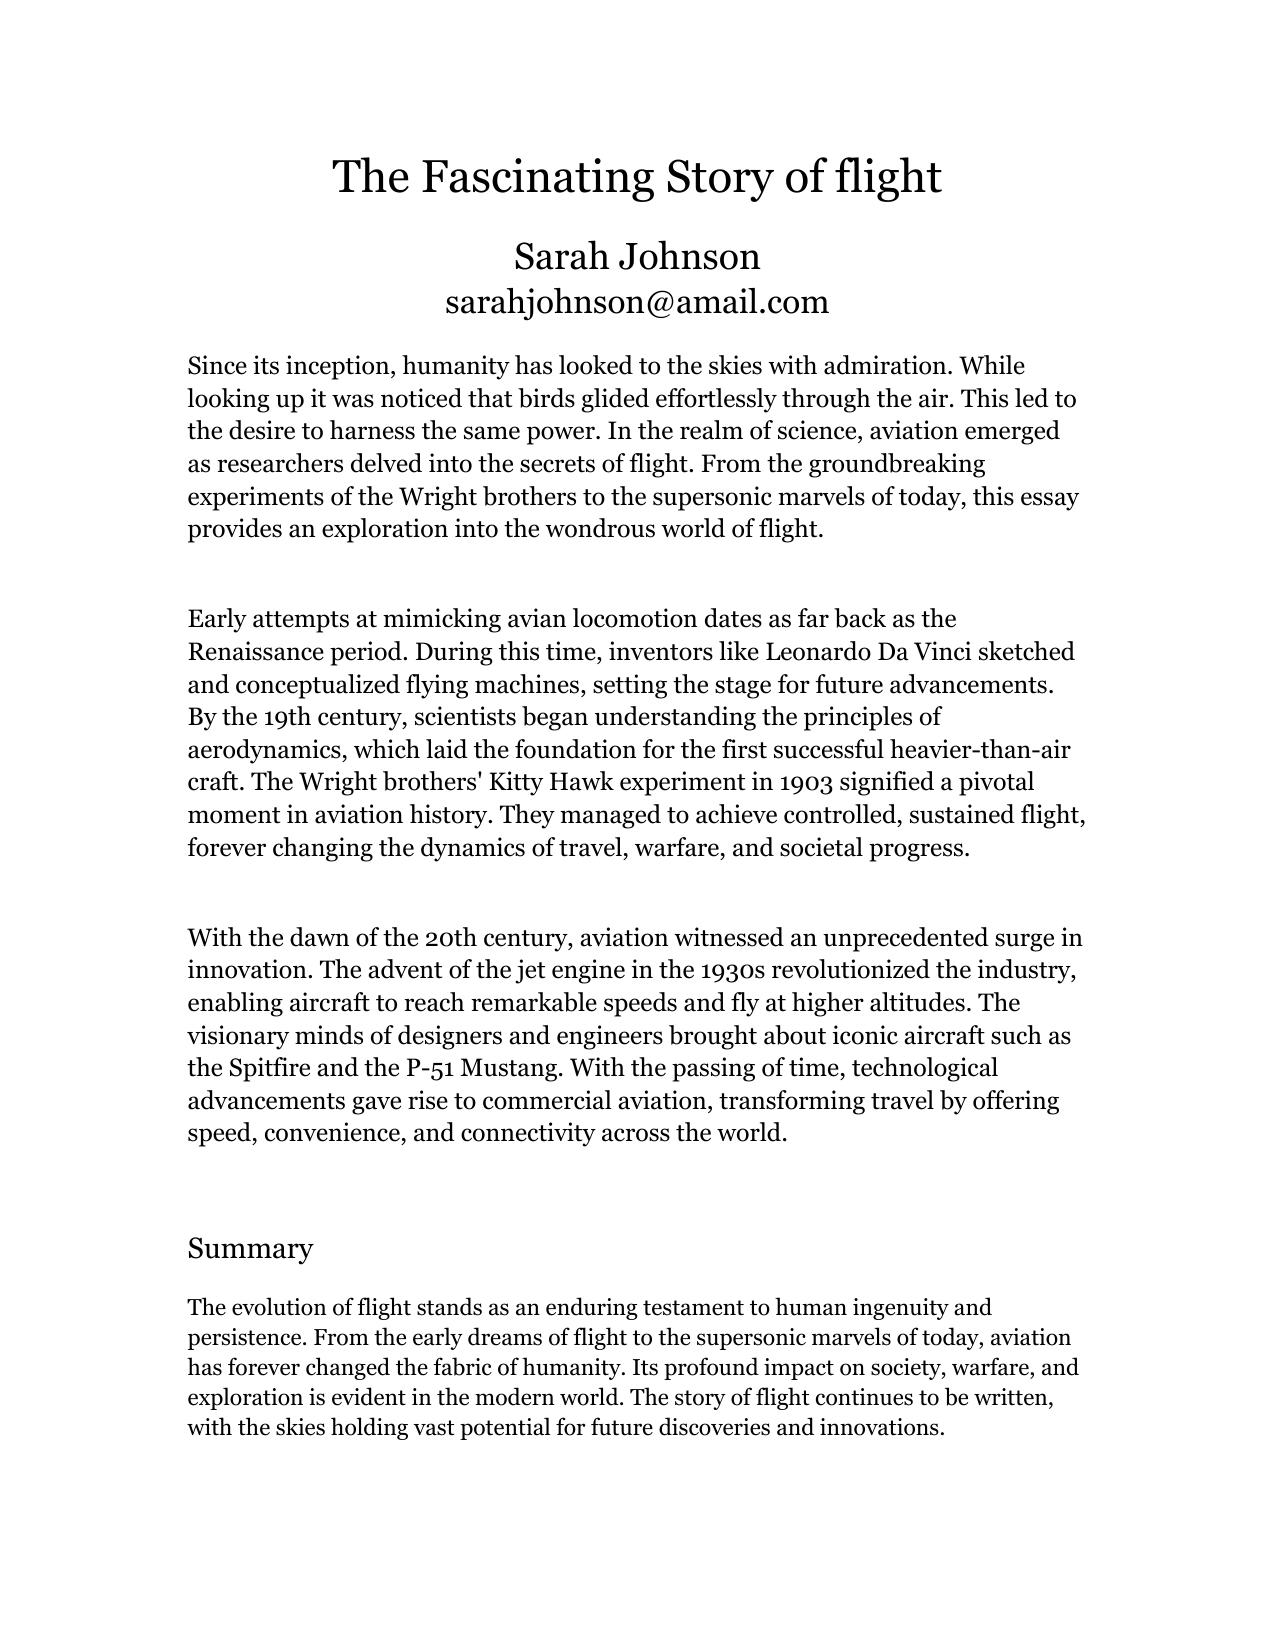 The Fascinating Story of flight
Sarah Johnson
sarahjohnson@amail.com
Since its inception, humanity has looked to the skies with admiration. While
looking up it was noticed that birds glided effortlessly through the air. This led to
the desire to harness the same power. In the realm of science, aviation emerged
as researchers delved into the secrets of flight. From the groundbreaking
experiments of the Wright brothers to the supersonic marvels of today, this essay
provides an exploration into the wondrous world of flight.
Early attempts at mimicking avian locomotion dates as far back as the
Renaissance period. During this time, inventors like Leonardo Da Vinci sketched
and conceptualized flying machines, setting the stage for future advancements.
By the 19th century, scientists began understanding the principles of
aerodynamics, which laid the foundation for the first successful heavier-than-air
craft. The Wright brothers' Kitty Hawk experiment in 1903 signified a pivotal
moment in aviation history. They managed to achieve controlled, sustained flight,
forever changing the dynamics of travel, warfare, and societal progress.
With the dawn of the 20th century, aviation witnessed an unprecedented surge in
innovation. The advent of the jet engine in the 1930s revolutionized the industry,
enabling aircraft to reach remarkable speeds and fly at higher altitudes. The
visionary minds of designers and engineers brought about iconic aircraft such as
the Spitfire and the P-51 Mustang. With the passing of time, technological
advancements gave rise to commercial aviation, transforming travel by offering
speed, convenience, and connectivity across the world.
Summary
The evolution of flight stands as an enduring testament to human ingenuity and
persistence. From the early dreams of flight to the supersonic marvels of today, aviation
has forever changed the fabric of humanity. Its profound impact on society, warfare, and
exploration is evident in the modern world. The story of flight continues to be written,
with the skies holding vast potential for future discoveries and innovations.